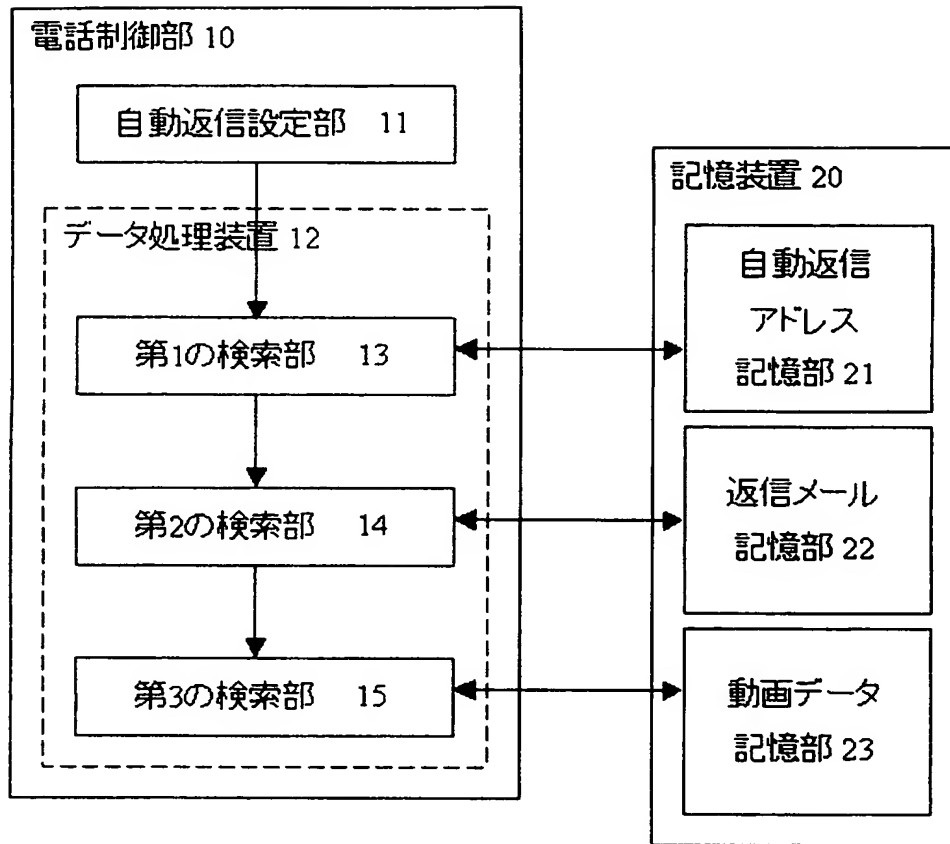 電話制御部 10
自動返信設定部 11
データ処理装置 12
第1の検索部 13
第2の検索部 14
第3の検索部 15
記憶装置 20
自動返信
アドレス
記憶部 21
返信メール
記憶部 22
動画データ
記憶部 23